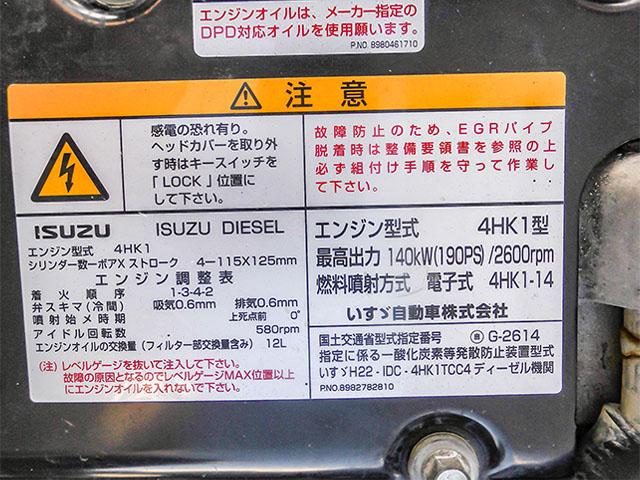 エンジンオイルは、メーカー指定の
DPD対応オイルを使用願います。
P.NO. 8980461710
注意
感電の恐れ有り。
ヘッドカバーを取り外
す時はキースイッチを
「LOCK」位置に
して下さい。
故障防止のため、EGRパイプ
脱着時は整備要領書を参照の上
必ず組付け手順を守って作業し
て下さい。
ISUZU ISUZU DIESEL
エンジン型式 4HK1
シリンダー数ーボアX ストローク 4-115X125mm
エンジン調整表
着火順序 1-3-4-2
弁スキマ(冷間) 吸気0.6mm 排気0.6mm
噴射始メ時期 上死点前 0°
アイドル回転数 580rpm
エンジンオイルの交換量(フィルター部交換量含み) 12L
(注) レベルゲージを抜いて注入して下さい。
故障の原因となるのでレベルゲージMAX位置以上
にエンジンオイルを入れないで下さい。
エンジン型式 4HK1型
最高出力 140kW(190PS)/2600rpm
燃料噴射方式 電子式 4HK1-14
いすゞ自動車株式会社
国土交通省型式指定番号 自 G-2614
指定に係る一酸化炭素等発散防止装置型式
いすゞH22-IDC-4HK1TCC4ディーゼル機関
P.NO.8982782810